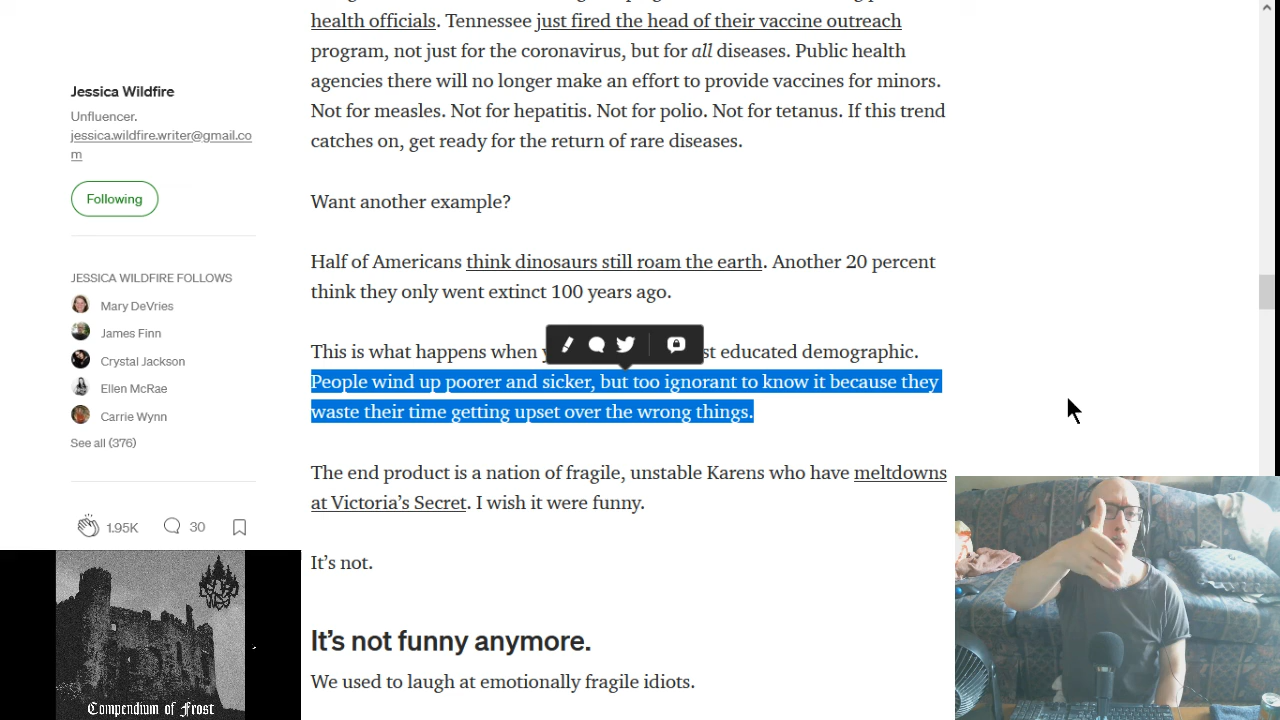 health officials. Tennessee just fired the head of their vaccine outreach
program, not just for the coronavirus, but for all diseases. Public health
agencies there will no longer make an effort to provide vaccines for minors.
Not for measles. Not for hepatitis. Not for polio. Not for tetanus. If this trend
catches on, get ready for the return of rare diseases.
Want another example?
Half of Americans think dinosaurs still roam the earth. Another 20 percent
think they only went extinct 100 years ago.
This is what happens when educated demographic.
People wind up poorer and sicker, but too ignorant to know it because they
waste their time getting upset over the wrong things.
The end product is a nation of fragile, unstable Karens who have meltdowns
at Victoria's Secret. I wish it were funny.
It's not.
It's not funny anymore.
We used to laugh at emotionally fragile idiots.
Jessica Wildfire
Unfluencer.
jessica.wildfire.writer@gmail.co
m
Following
JESSICA WILDFIRE FOLLOWS
Mary DeVries
James Finn
Crystal Jackson
Ellen McRae
Carrie Wynn
See all (376)
1.95K 30
Compendium of Frost